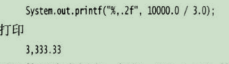 System.out.printf("%,.2f", 10000.0 / 3.0);
打印
3,333.33